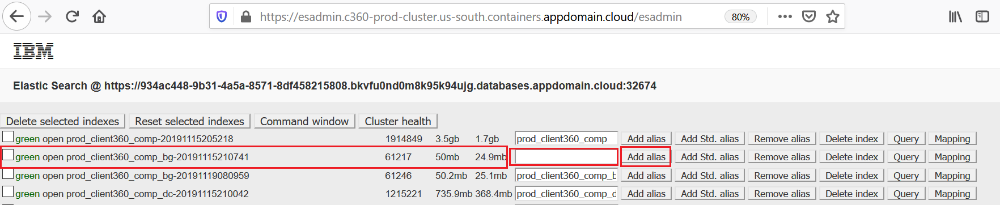 https://esadmin.c360-prod-cluster.us-south.containers.appdomain.cloud/esadmin 80%
IBM
Elastic Search @ https://934ac448-9b31-4a5a-8571-8df458215808.bkvfu0nd0m8k95k94ujg.databases.appdomain.cloud:32674
Delete selected indexes Reset selected indexes Command window Cluster health
green open prod_client360_comp-20191115205218 1914849 3.5gb 1.7gb prod_client360_comp Add alias Add Std. alias Remove alias Delete index Query Mapping
green open prod_client360_comp_bg-20191115210741 61217 50mb 24.9mb Add alias Add Std. alias Remove alias Delete index Query Mapping
green open prod_client360_comp_bg-20191119080959 61246 50.2mb 25.1mb prod_client360_comp_b Add alias Add Std. alias Remove alias Delete index Query Mapping
green open prod_client360_comp_dc-20191115210042 1215221 735.9mb 368.4mb prod_client360_comp_d Add alias Add Std. alias Remove alias Delete index Query Mapping